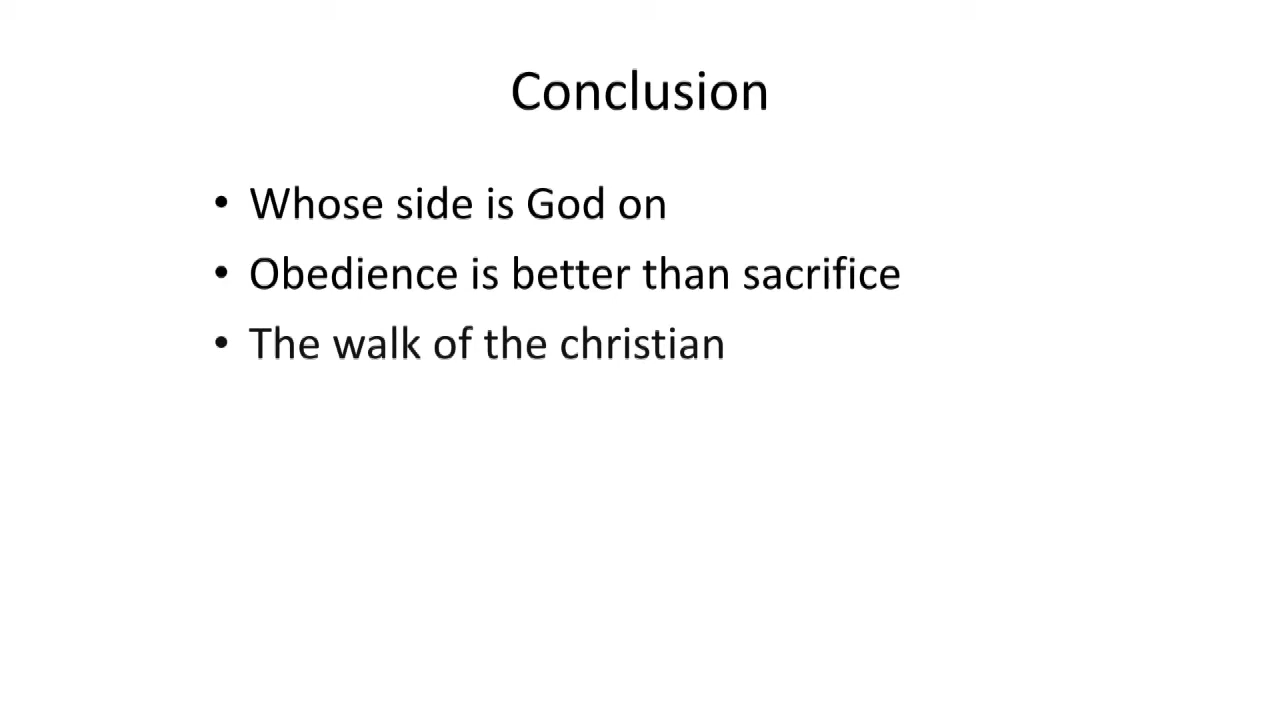 Conclusion
• Whose side is God on
• Obedience is better than sacrifice
• The walk of the christian